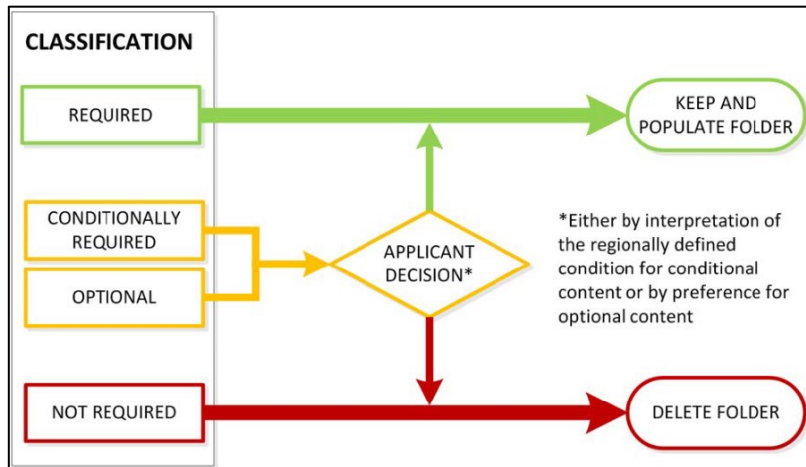 CLASSIFICATION
REQUIRED
KEEP AND
POPULATE FOLDER
CONDITIONALLY
REQUIRED
OPTIONAL
APPLICANT
DECISION*
*Either by interpretation of
the regionally defined
condition for conditional
content or by preference for
optional content
NOT REQUIRED
DELETE FOLDER